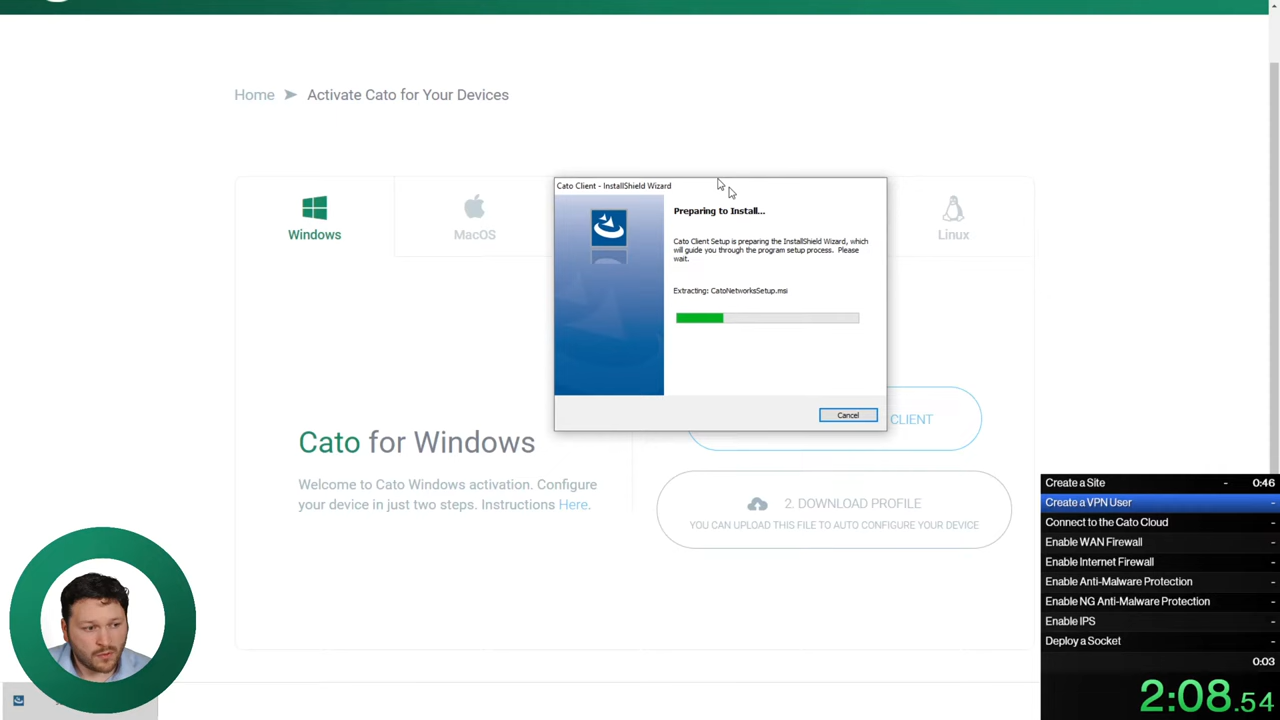 Home
Activate Cato for Your Devices
Windows
MacOS
Linux
Cato Client - InstallShield Wizard
Preparing to Install...
Cato Client Setup is preparing the InstallShield Wizard, which
will guide you through the program setup process. Please
wait.
Extracting: CatoNetworksSetup.msi
Cancel
CLIENT
Cato for Windows
Welcome to Cato Windows activation. Configure
your device in just two steps. Instructions Here.
2. DOWNLOAD PROFILE
YOU CAN UPLOAD THIS FILE TO AUTO CONFIGURE YOUR DEVICE
Create a Site - 0:46
Create a VPN User -
Connect to the Cato Cloud -
Enable WAN Firewall -
Enable Internet Firewall -
Enable Anti-Malware Protection -
Enable NG Anti-Malware Protection -
Enable IPS -
Deploy a Socket -
0:03
2:08.54